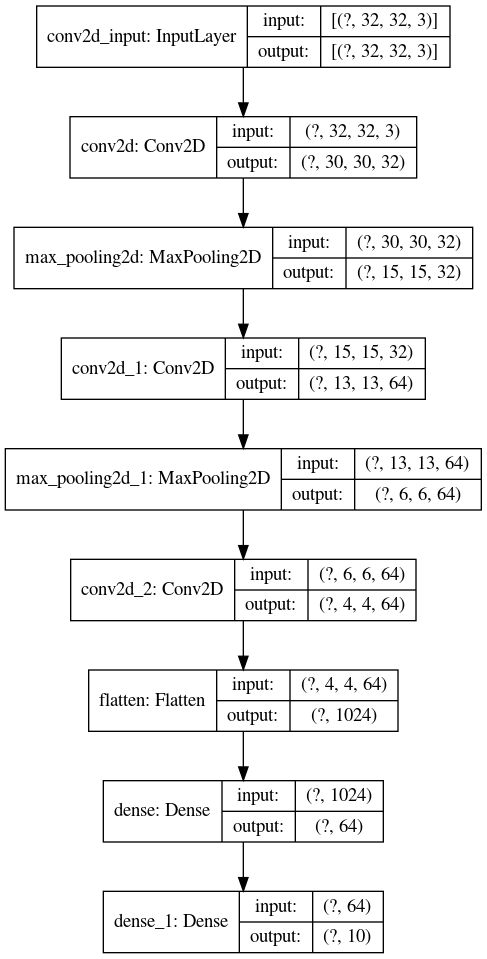 conv2d_input: InputLayer
input: [(?, 32, 32, 3)]
output: [(?, 32, 32, 3)]
conv2d: Conv2D
input: (?, 32, 32, 3)
output: (?, 30, 30, 32)
max_pooling2d: MaxPooling2D
input: (?, 30, 30, 32)
output: (?, 15, 15, 32)
conv2d_1: Conv2D
input: (?, 15, 15, 32)
output: (?, 13, 13, 64)
max_pooling2d_1: MaxPooling2D
input: (?, 13, 13, 64)
output: (?, 6, 6, 64)
conv2d_2: Conv2D
input: (?, 6, 6, 64)
output: (?, 4, 4, 64)
flatten: Flatten
input: (?, 4, 4, 64)
output: (?, 1024)
dense: Dense
input: (?, 1024)
output: (?, 64)
dense_1: Dense
input: (?, 64)
output: (?, 10)